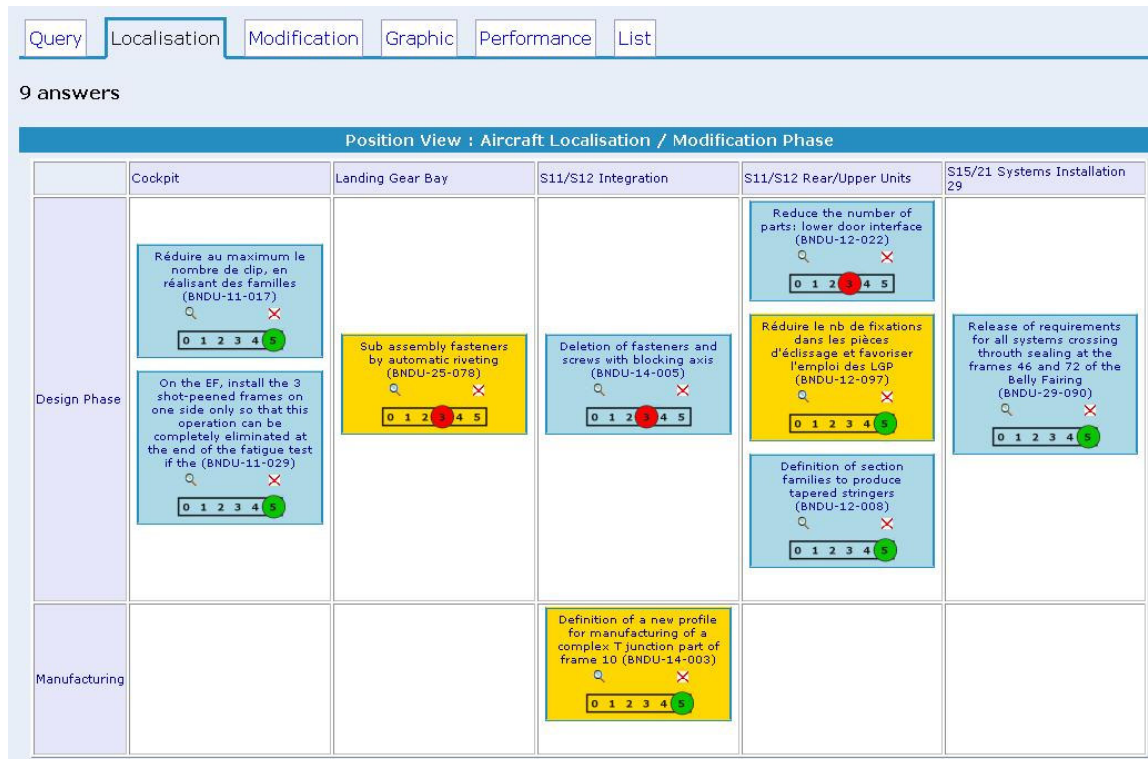 Query
Localisation
Modification
Graphic
Performance
List
9 answers
Position View : Aircraft Localisation / Modification Phase
Cockpit
Landing Gear Bay
S11/S12 Integration
S11/S12 Rear/Upper Units
S15/21 Systems Installation
29
Design Phase
Réduire au maximum le
nombre de clip, en
réalisant des familles
(BNDU-11-017)
0 1 2 3 4 5
On the EF, install the 3
shot-peened frames on
one side only so that this
operation can be
completely eliminated at
the end of the fatigue test
if the (BNDU-11-029)
0 1 2 3 4 5
Sub assembly fasteners
by automatic riveting
(BNDU-25-078)
0 1 2 3 4 5
Deletion of fasteners and
screws with blocking axis
(BNDU-14-005)
0 1 2 3 4 5
Reduce the number of
parts: lower door interface
(BNDU-12-022)
0 1 2 3 4 5
Réduire le nb de fixations
dans les pièces
d'éclissage et favoriser
l'emploi des LGP
(BNDU-12-097)
0 1 2 3 4 5
Definition of section
families to produce
tapered stringers
(BNDU-12-008)
0 1 2 3 4 5
Release of requirements
for all systems crossing
throuth sealing at the
frames 46 and 72 of the
Belly Fairing
(BNDU-29-090)
0 1 2 3 4 5
Manufacturing
Definition of a new profile
for manufacturing of a
complex T junction part of
frame 10 (BNDU-14-003)
0 1 2 3 4 5